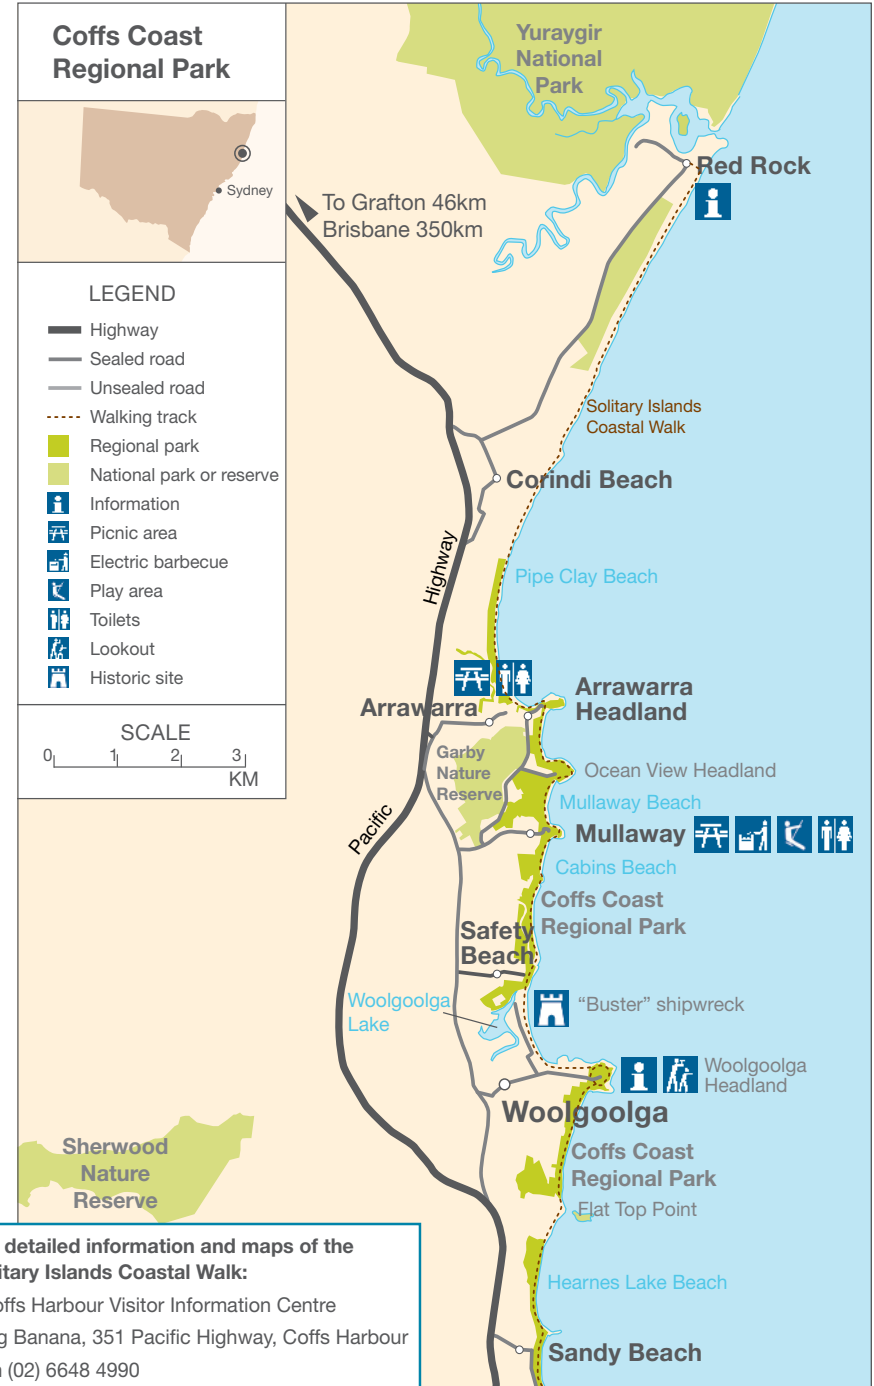 Coffs Coast
Regional Park
Sydney
LEGEND
Highway
Sealed road
Unsealed road
Walking track
Regional park
National park or reserve
Information
Picnic area
Electric barbecue
Play area
Toilets
Lookout
Historic site
SCALE
0 1 2 3
KM
Yuraygir
National
Park
Red Rock
To Grafton 46km
Brisbane 350km
Solitary Islands
Coastal Walk
Corindi Beach
Highway
Pipe Clay Beach
Arrawarra
Arrawarra
Headland
Garby
Nature
Reserve
Ocean View Headland
Mullaway Beach
Pacific
Mullaway
Cabins Beach
Coffs Coast
Regional Park
Safety
Beach
Woolgoolga
Lake
“Buster” shipwreck
Woolgoolga
Headland
Woolgoolga
Coffs Coast
Regional Park
Sherwood
Nature
Reserve
Flat Top Point
Hearnes Lake Beach
Sandy Beach
detailed information and maps of the
itary Islands Coastal Walk:
offs Harbour Visitor Information Centre
g Banana, 351 Pacific Highway, Coffs Harbour
(02) 6648 4990